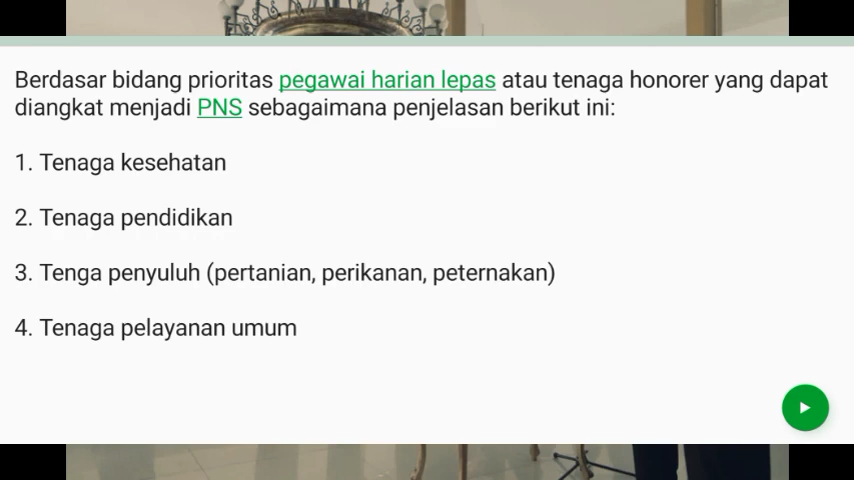 Berdasar bidang prioritas pegawai harian lepas atau tenaga honorer yang dapat
diangkat menjadi PNS sebagaimana penjelasan berikut ini:
1. Tenaga kesehatan
2. Tenaga pendidikan
3. Tenga penyuluh (pertanian, perikanan, peternakan)
4. Tenaga pelayanan umum